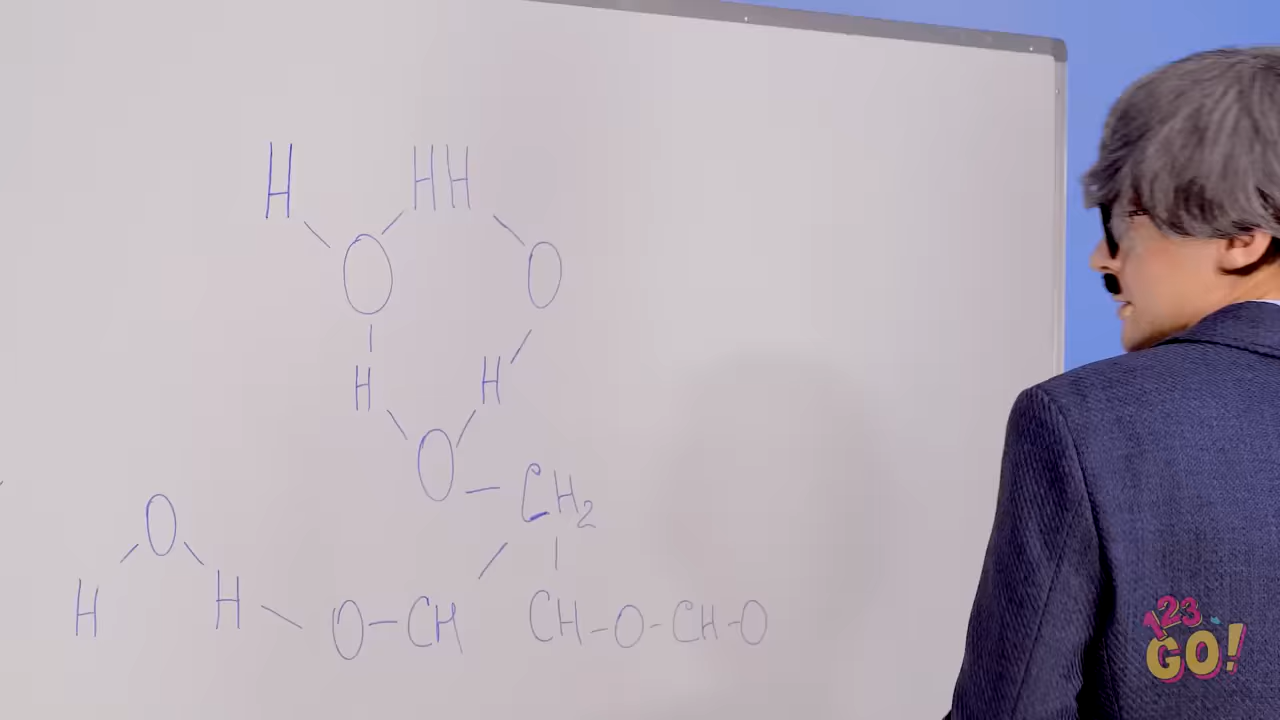 H HH
O O
H H
O CH2
O
H H O-CH CH-O-CH-O
123
GO!